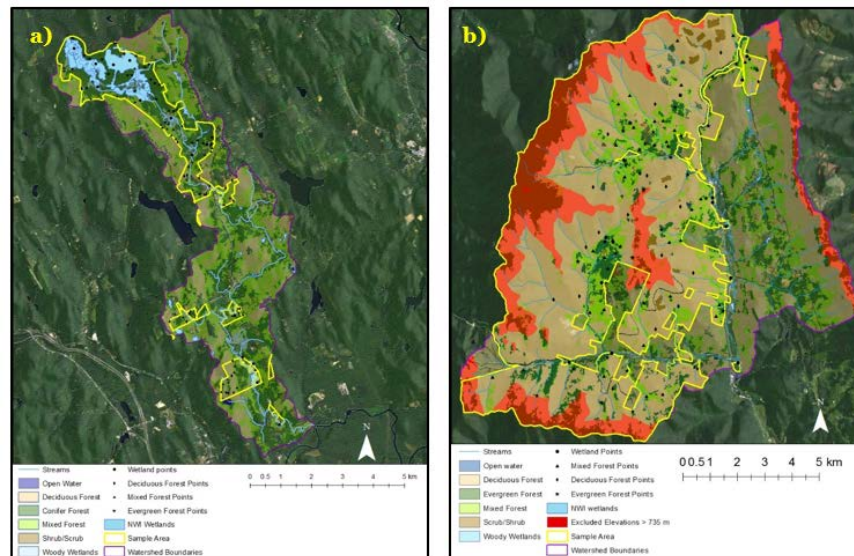 a)
N
Streams
Open Water
Deciduous Forest
Conifer Forest
Mixed Forest
Scrub/Shrub
Woody Wetlands
Wetland points
Deciduous Forest Points
Mixed Forest Points
Evergreen Forest Points
NWI Wetlands
Sample Area
Watershed Boundaries
0 0.5 1 2 3 4 5 km
b)
N
Streams
Open water
Deciduous Forest
Evergreen Forest
Mixed Forest
Scrub/Shrub
Woody Wetlands
Wetland Points
Mixed Forest Points
Deciduous Forest Points
Evergreen Forest Points
NWI wetlands
Excluded Elevations > 735 m
Sample Area
Watershed Boundaries
0 0.5 1 2 3 4 5 km